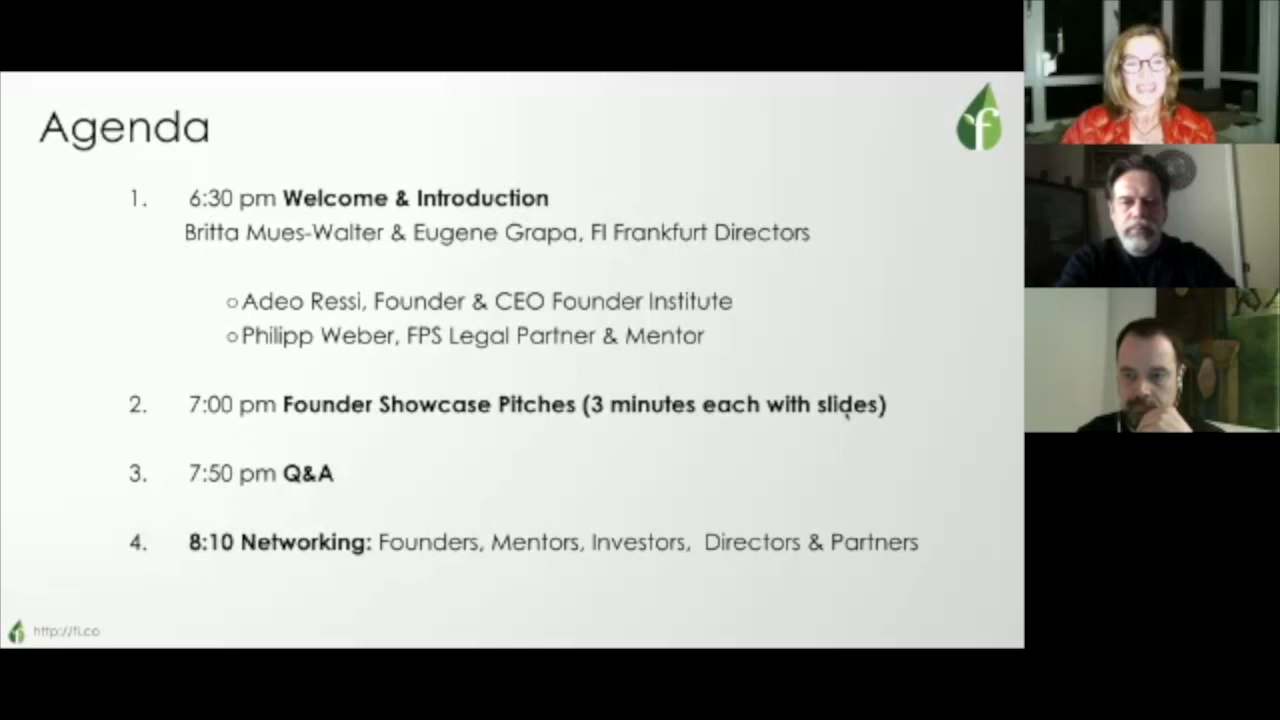 Agenda
1. 6:30 pm Welcome & Introduction
Britta Mues-Walter & Eugene Grapa, FI Frankfurt Directors
○ Adeo Ressi, Founder & CEO Founder Institute
○ Philipp Weber, FPS Legal Partner & Mentor
2. 7:00 pm Founder Showcase Pitches (3 minutes each with slides)
3. 7:50 pm Q&A
4. 8:10 Networking: Founders, Mentors, Investors, Directors & Partners
http://fi.co